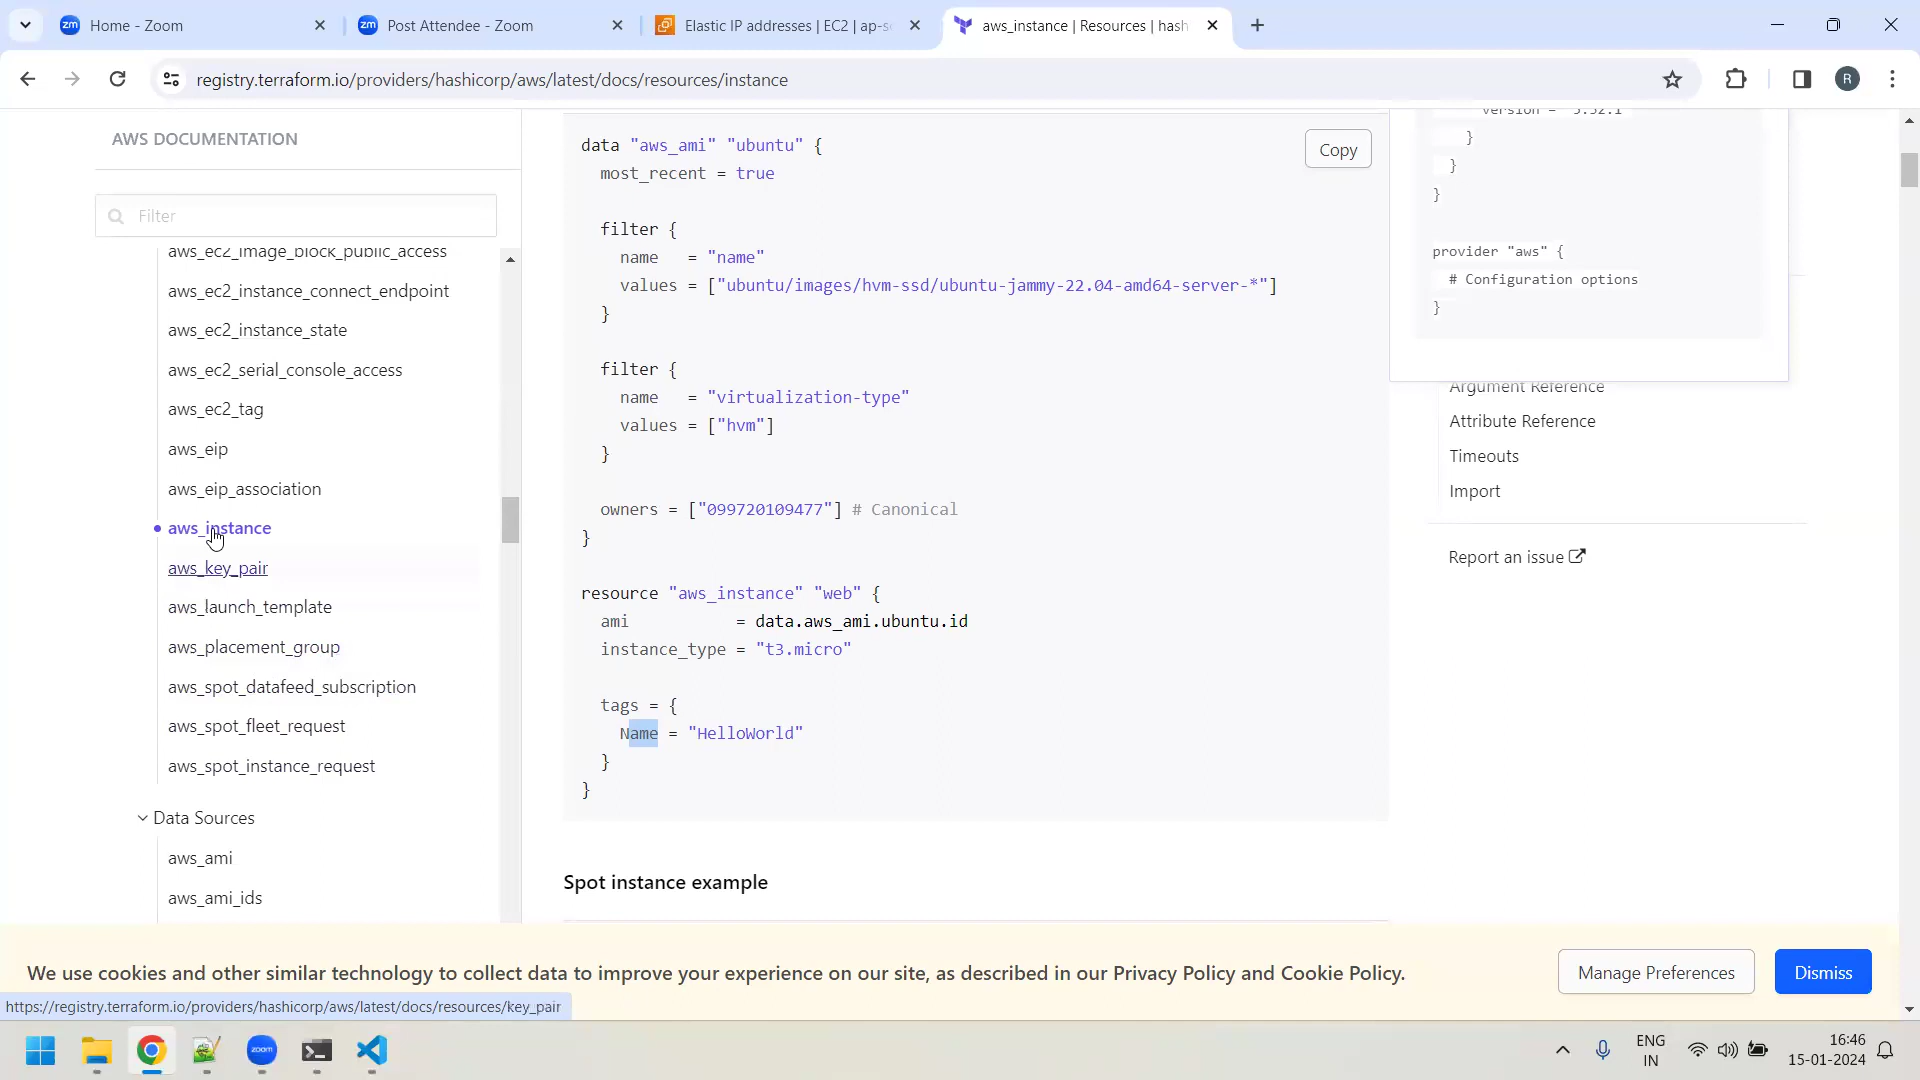 Home - Zoom
Post Attendee - Zoom
Elastic IP addresses | EC2 | ap-s
aws_instance | Resources | hash
registry.terraform.io/providers/hashicorp/aws/latest/docs/resources/instance
R
AWS DOCUMENTATION
Filter
aws_ec2_image_block_public_access
aws_ec2_instance_connect_endpoint
aws_ec2_instance_state
aws_ec2_serial_console_access
aws_ec2_tag
aws_eip
aws_eip_association
aws_instance
aws_key_pair
aws_launch_template
aws_placement_group
aws_spot_datafeed_subscription
aws_spot_fleet_request
aws_spot_instance_request
Data Sources
aws_ami
aws_ami_ids
data "aws_ami" "ubuntu" {
most_recent = true
filter {
name   = "name"
values = ["ubuntu/images/hvm-ssd/ubuntu-jammy-22.04-amd64-server-*"]
}
filter {
name   = "virtualization-type"
values = ["hvm"]
}
owners = ["099720109477"] # Canonical
}
resource "aws_instance" "web" {
ami           = data.aws_ami.ubuntu.id
instance_type = "t3.micro"
tags = {
Name = "HelloWorld"
}
}
Copy
Spot instance example
version =
}
}
}
provider "aws" {
# Configuration options
}
Argument Reference
Attribute Reference
Timeouts
Import
Report an issue
We use cookies and other similar technology to collect data to improve your experience on our site, as described in our Privacy Policy and Cookie Policy.
Manage Preferences
Dismiss
https://registry.terraform.io/providers/hashicorp/aws/latest/docs/resources/key_pair
zoom
ENG
IN
16:46
15-01-2024